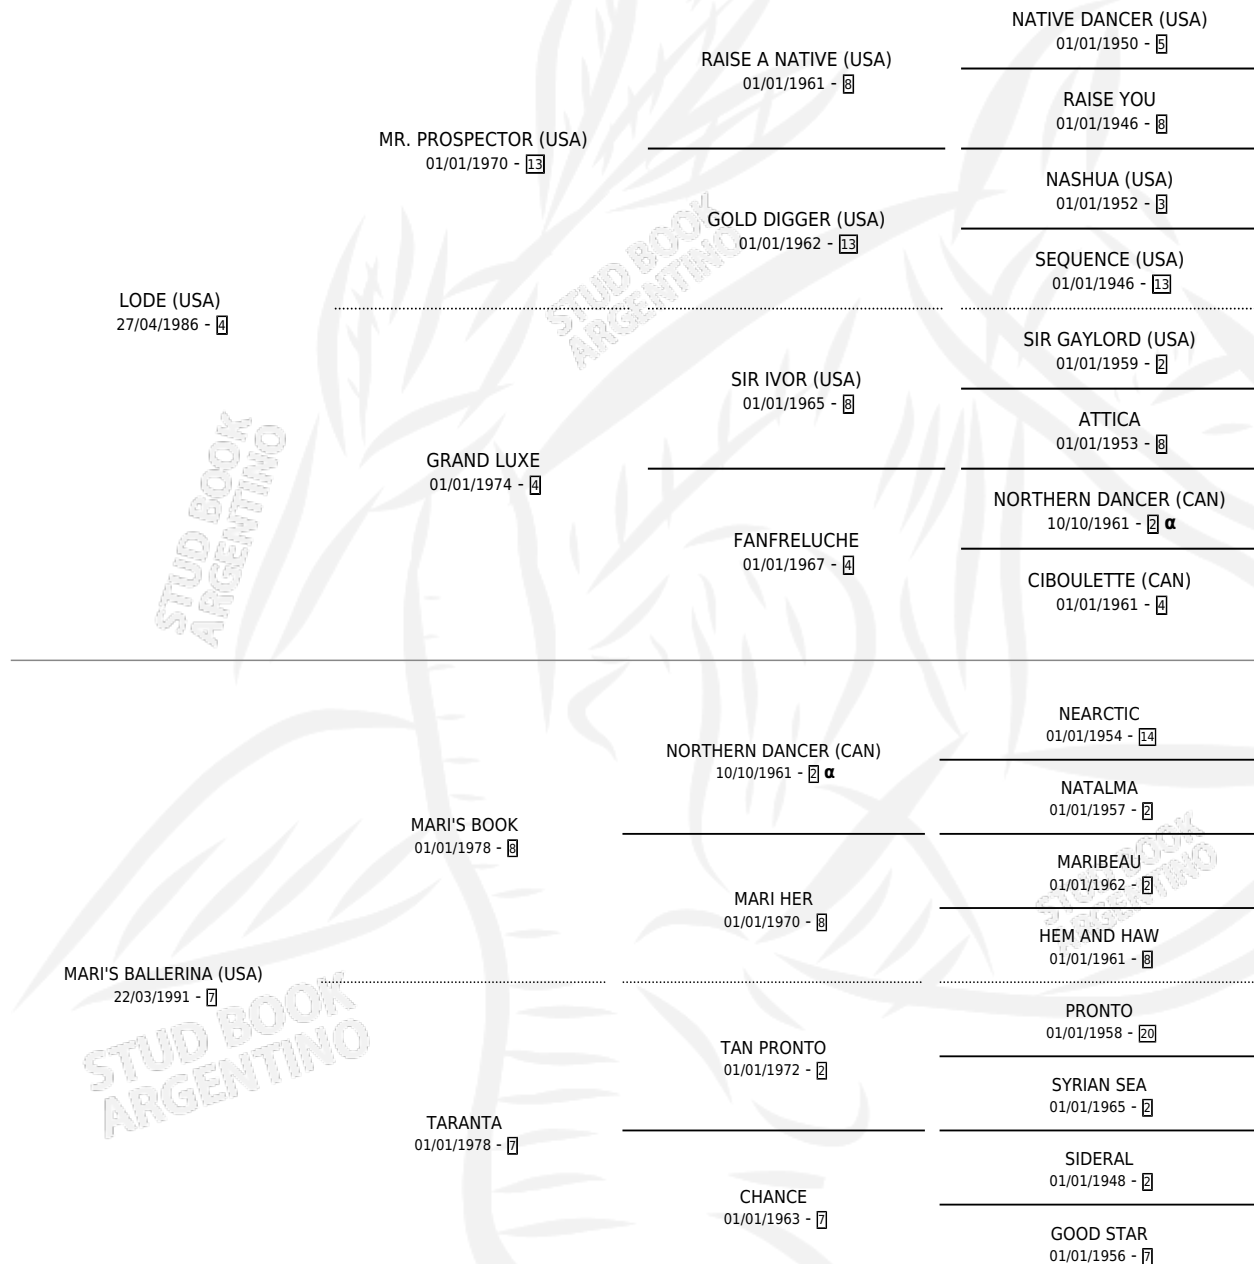 NATIVE DANCER (USA)
01/01/1950 - 5
RAISE A NATIVE (USA)
01/01/1961 - 8
RAISE YOU
01/01/1946 - 8
MR. PROSPECTOR (USA)
01/01/1970 - 13
NASHUA (USA)
01/01/1952 - 3
GOLD DIGGER (USA)
01/01/1962 - 13
SEQUENCE (USA)
01/01/1946 - 13
LODE (USA)
27/04/1986 - 4
SIR GAYLORD (USA)
01/01/1959 - 2
SIR IVOR (USA)
01/01/1965 - 8
ATTICA
01/01/1953 - 8
GRAND LUXE
01/01/1974 - 4
NORTHERN DANCER (CAN)
10/10/1961 - 2 α
FANFRELUCHE
01/01/1967 - 4
CIBOULETTE (CAN)
01/01/1961 - 4
NEARCTIC
01/01/1954 - 14
NORTHERN DANCER (CAN)
10/10/1961 - 2 α
NATALMA
01/01/1957 - 2
MARI'S BOOK
01/01/1978 - 8
MARIBEAU
01/01/1962 - 2
MARI HER
01/01/1970 - 8
HEM AND HAW
01/01/1961 - 8
MARI'S BALLERINA (USA)
22/03/1991 - 7
PRONTO
01/01/1958 - 20
TAN PRONTO
01/01/1972 - 2
SYRIAN SEA
01/01/1965 - 2
TARANTA
01/01/1978 - 7
SIDERAL
01/01/1948 - 2
CHANCE
01/01/1963 - 7
GOOD STAR
01/01/1956 - 7
STUD BOOK
ARGENTINO
STUD BOOK
ARGENTINO
STUD BOOK
ARGENTINO
STUD BOOK
ARGENTINO